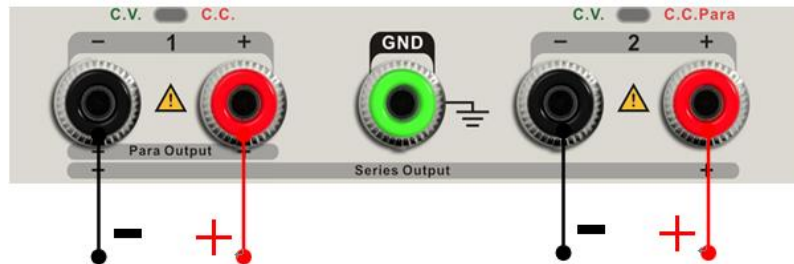 C.V. C.C. C.V. C.C.Para
− 1 + GND − 2 +
Para Output
Series Output +
− + − +